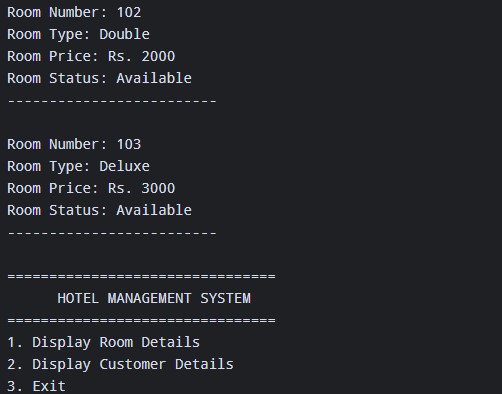 Room Number: 102
Room Type: Double
Room Price: Rs. 2000
Room Status: Available
-------------------------
Room Number: 103
Room Type: Deluxe
Room Price: Rs. 3000
Room Status: Available
-------------------------
================================
HOTEL MANAGEMENT SYSTEM
================================
1. Display Room Details
2. Display Customer Details
3. Exit